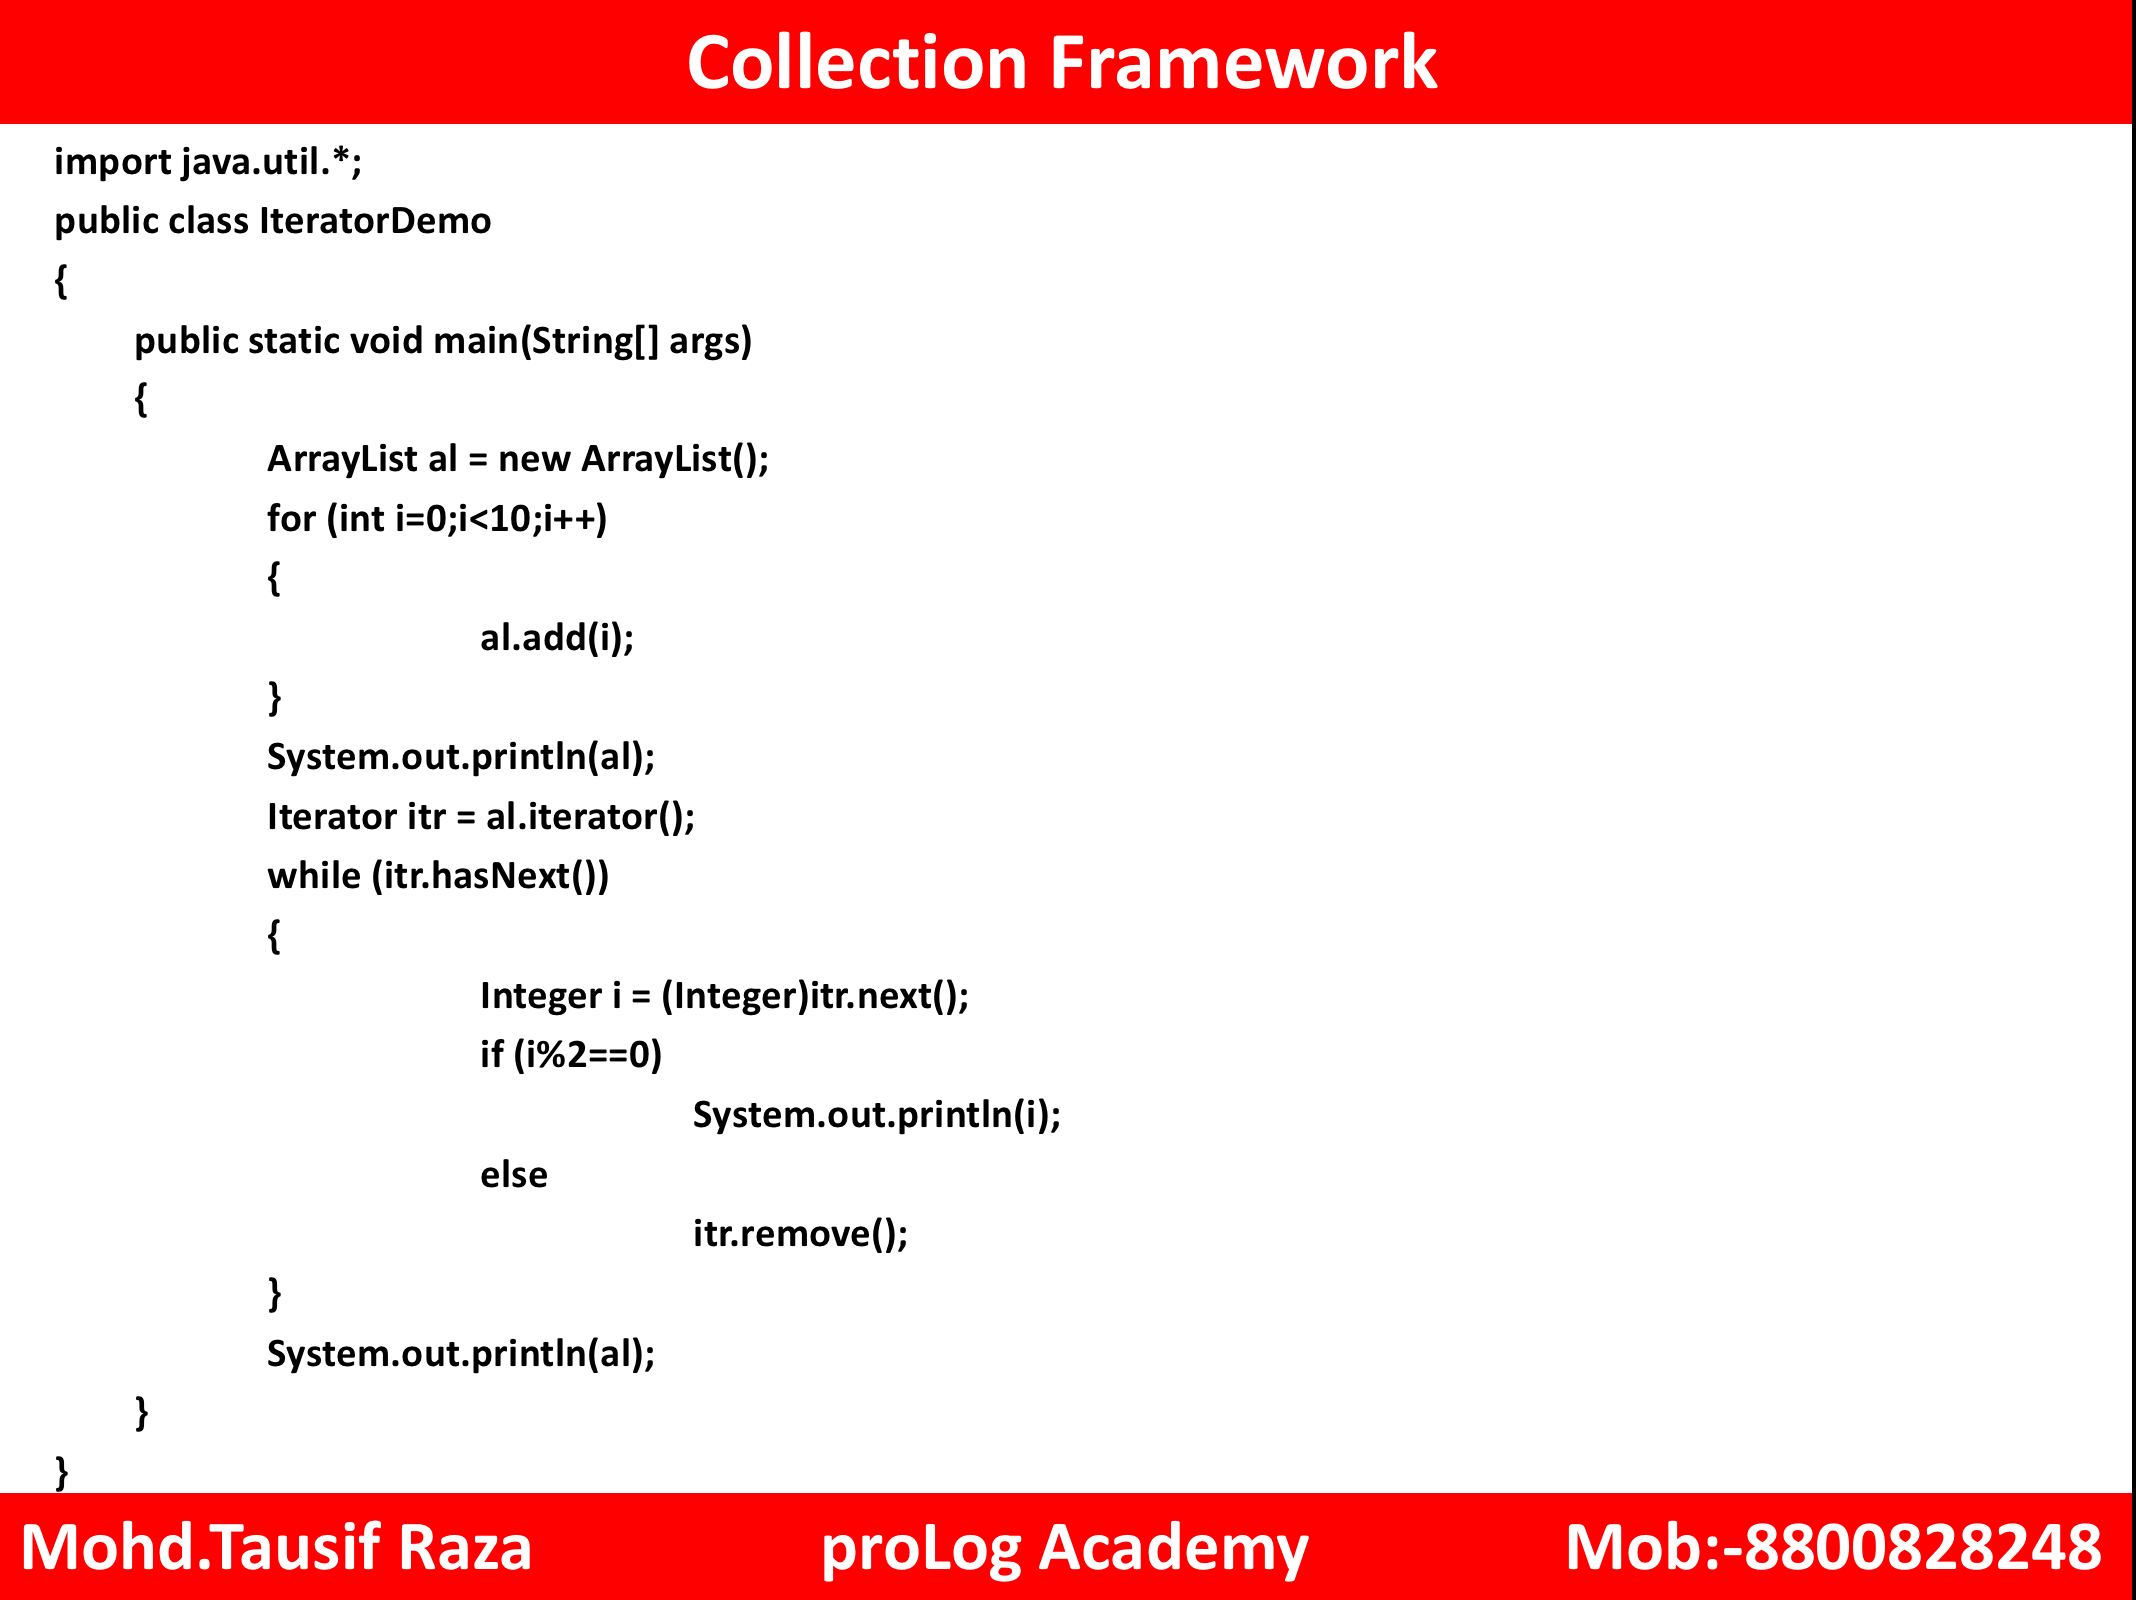 Collection Framework
import java.util.*;
public class IteratorDemo
{
public static void main(String[] args)
{
ArrayList al = new ArrayList();
for (int i=0;i<10;i++)
{
al.add(i);
}
System.out.println(al);
Iterator itr = al.iterator();
while (itr.hasNext())
{
Integer i = (Integer)itr.next();
if (i%2==0)
System.out.println(i);
else
itr.remove();
}
System.out.println(al);
}
}
Mohd.Tausif Raza proLog Academy Mob:-8800828248